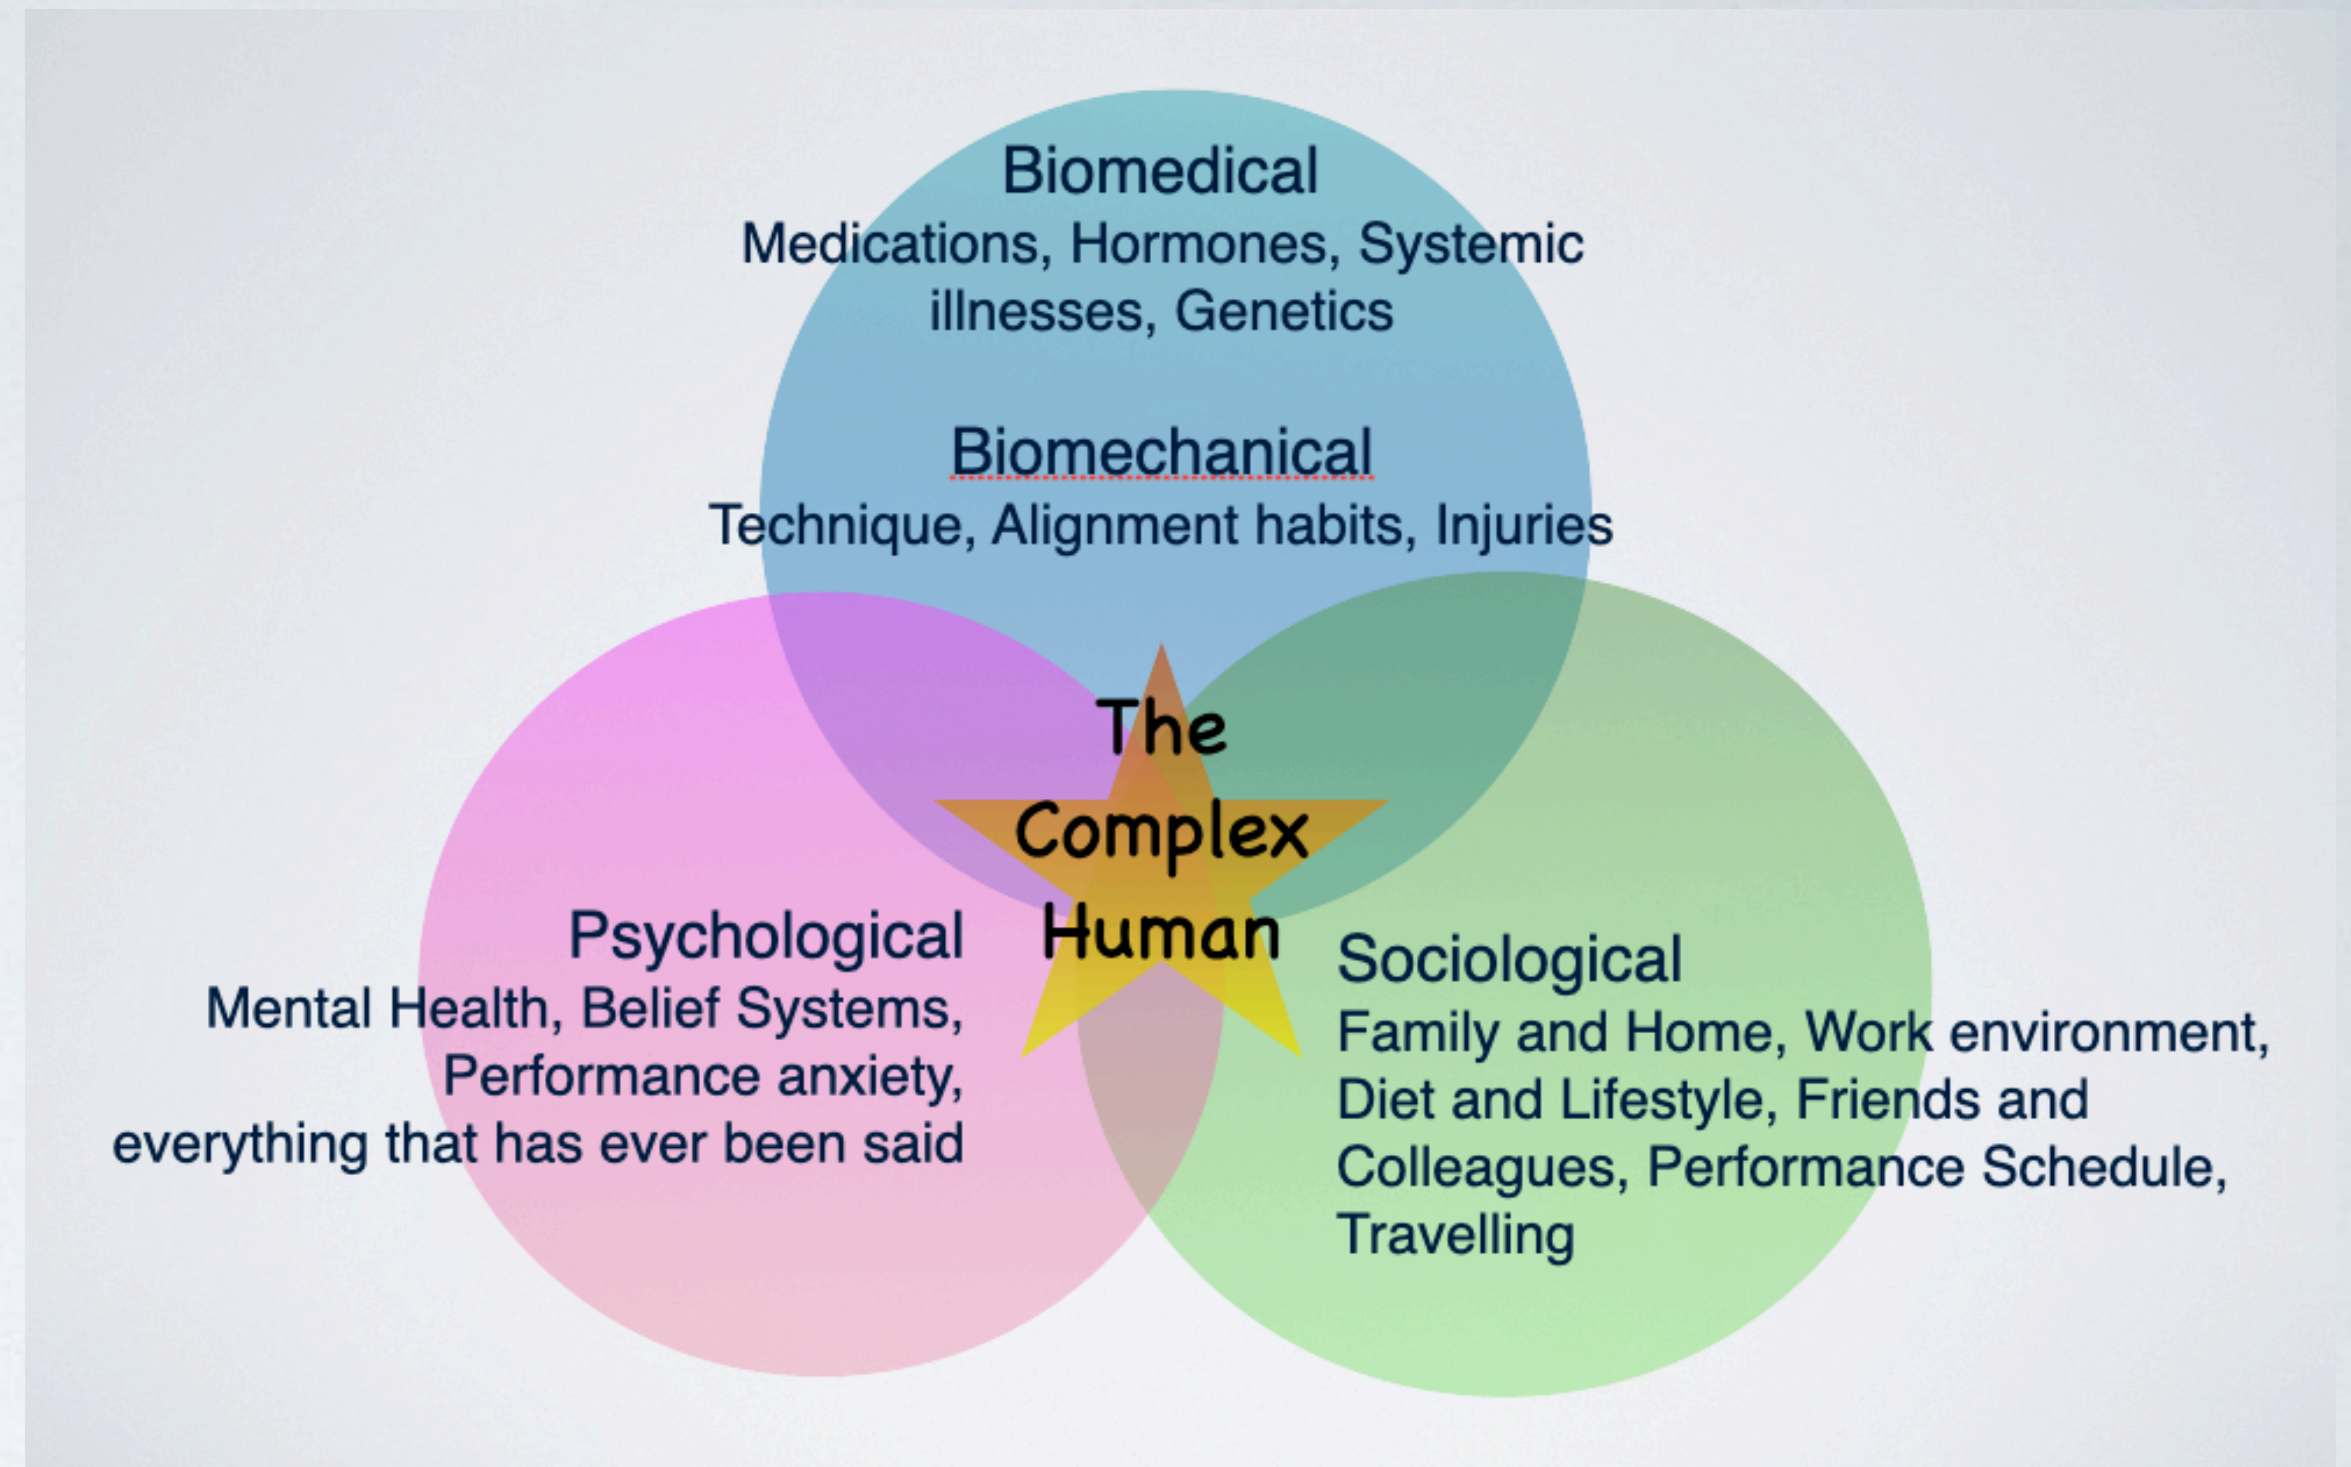 Biomedical
Medications, Hormones, Systemic
illnesses, Genetics
Biomechanical
Technique, Alignment habits, Injuries
The
Complex
Human
Psychological
Mental Health, Belief Systems,
Performance anxiety,
everything that has ever been said
Sociological
Family and Home, Work environment,
Diet and Lifestyle, Friends and
Colleagues, Performance Schedule,
Travelling